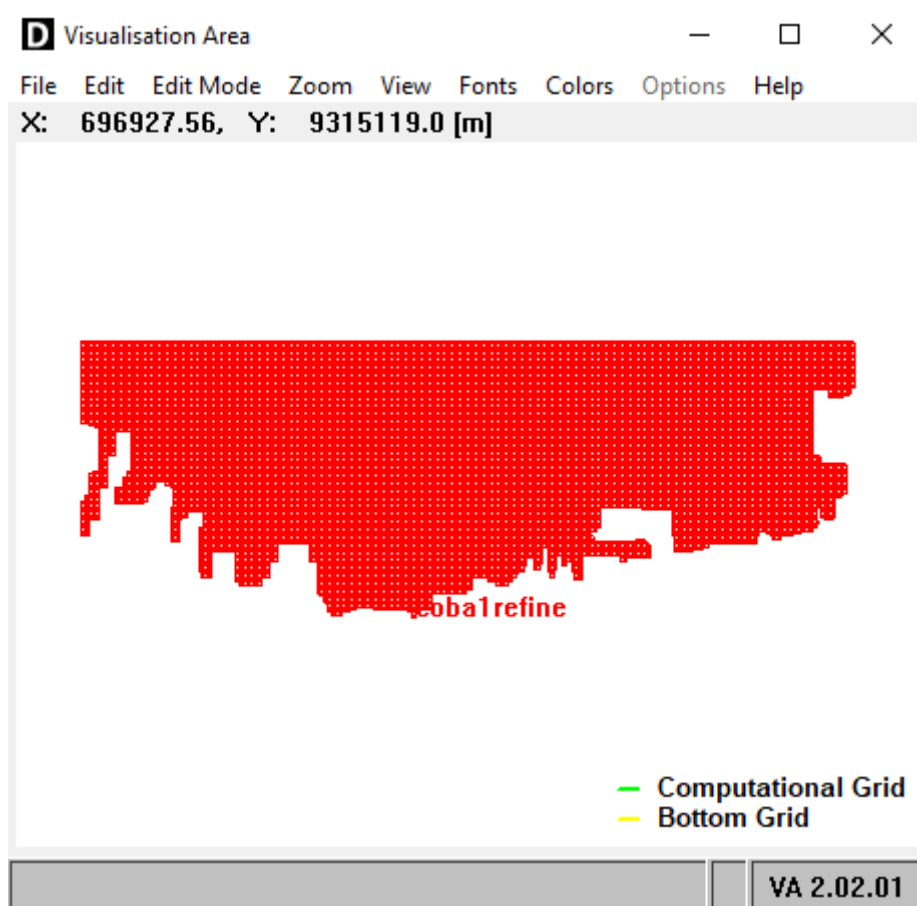 Visualisation Area
File Edit Edit Mode Zoom View Fonts Colors Options Help
X: 696927.56, Y: 9315119.0 [m]
coba1refine
Computational Grid
Bottom Grid
VA 2.02.01